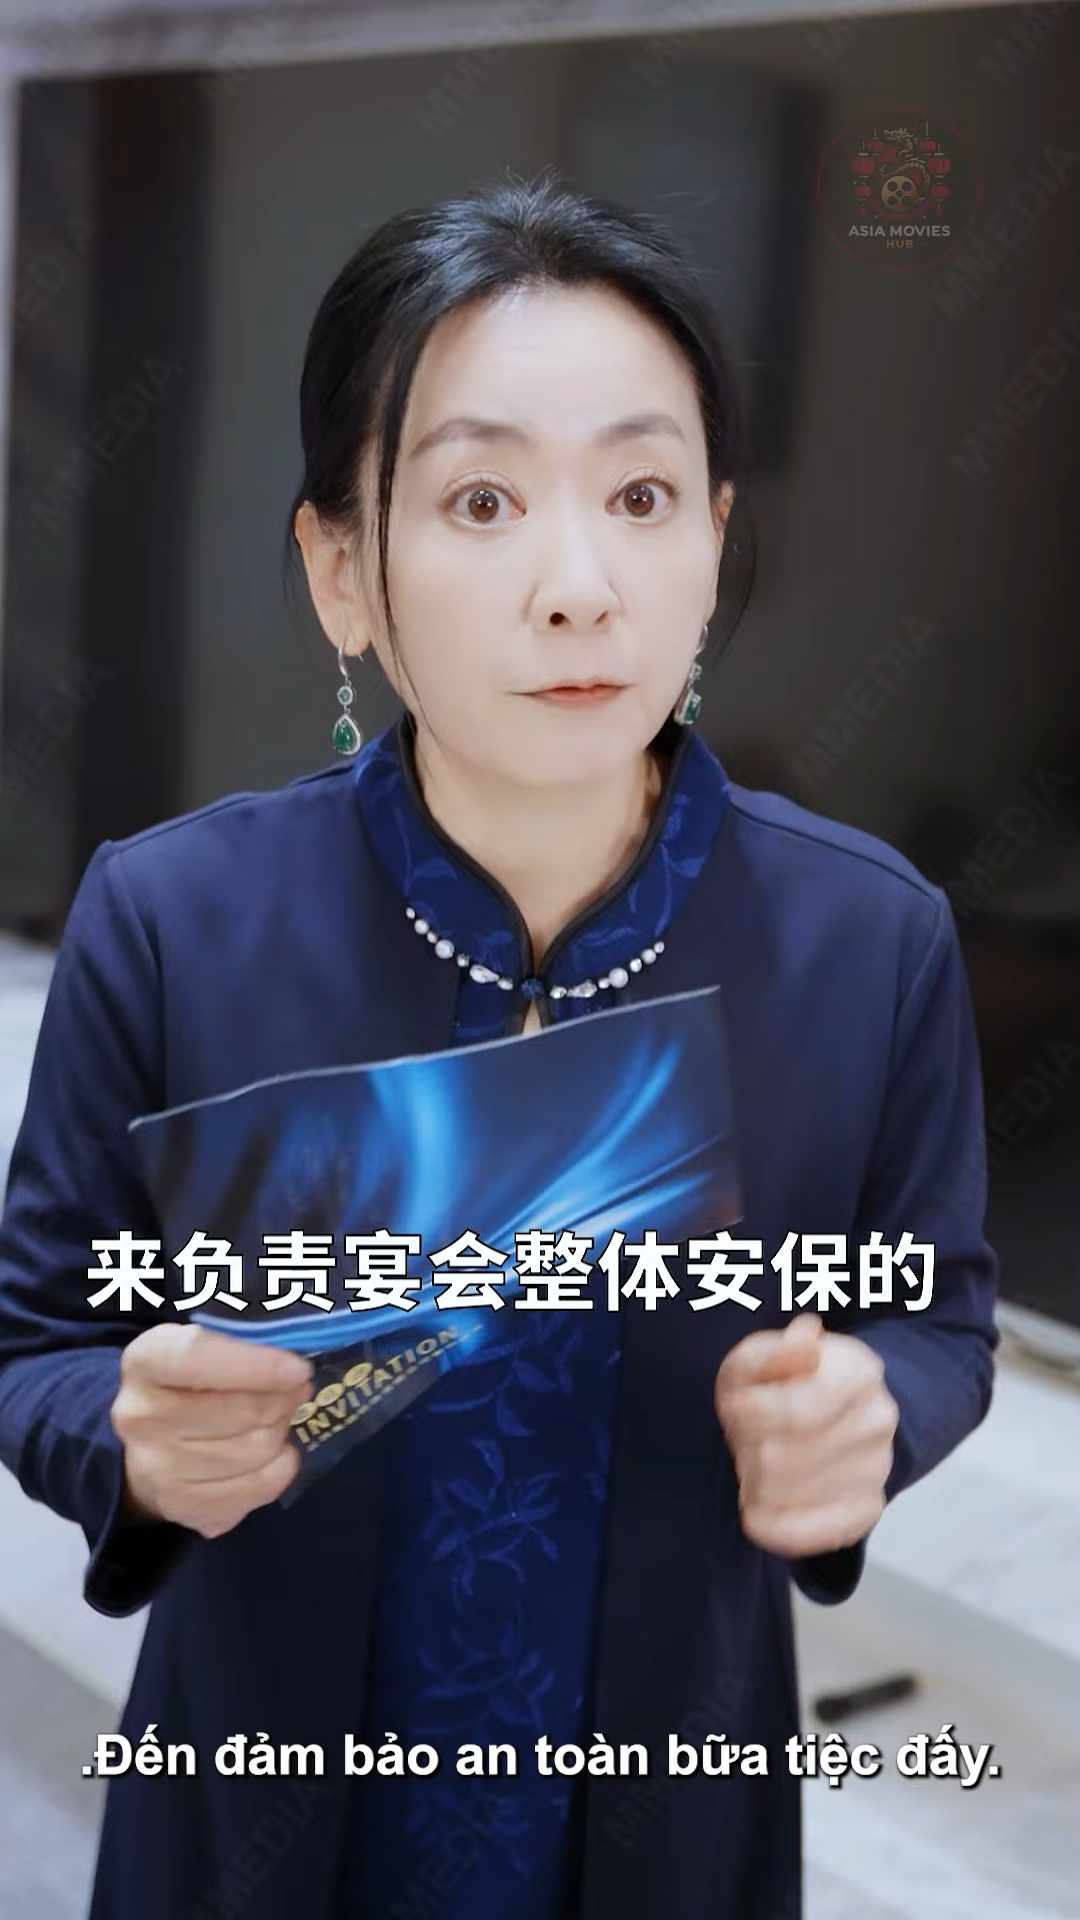 ASIA MOVIES
HUB
来负责宴会整体安保的
INVITATION
.Đến đảm bảo an toàn bữa tiệc đấy.
MMEDIA